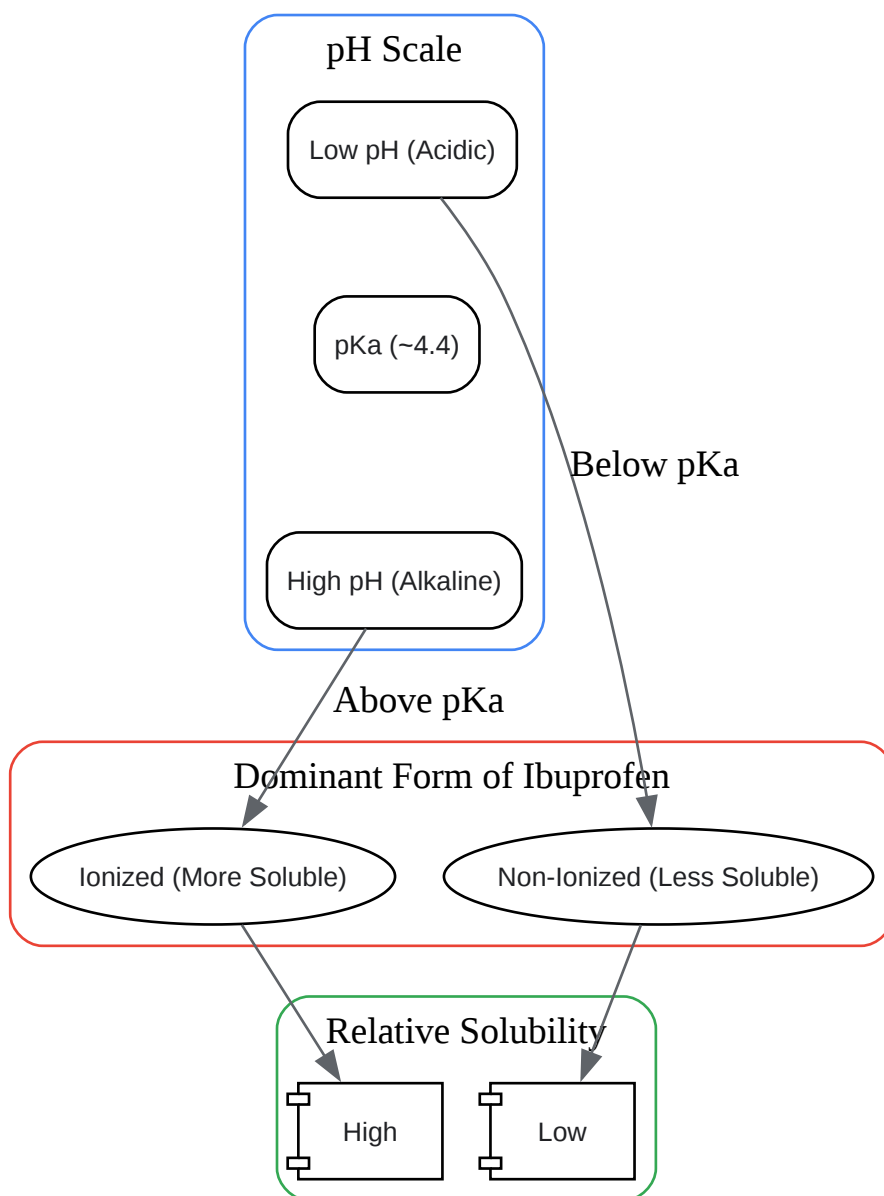 pH Scale
Low pH (Acidic)
pKa (~4.4)
Below pKa
High pH (Alkaline)
Above pKa
Dominant Form of Ibuprofen
Ionized (More Soluble)
Non-Ionized (Less Soluble)
Relative Solubility
High
Low